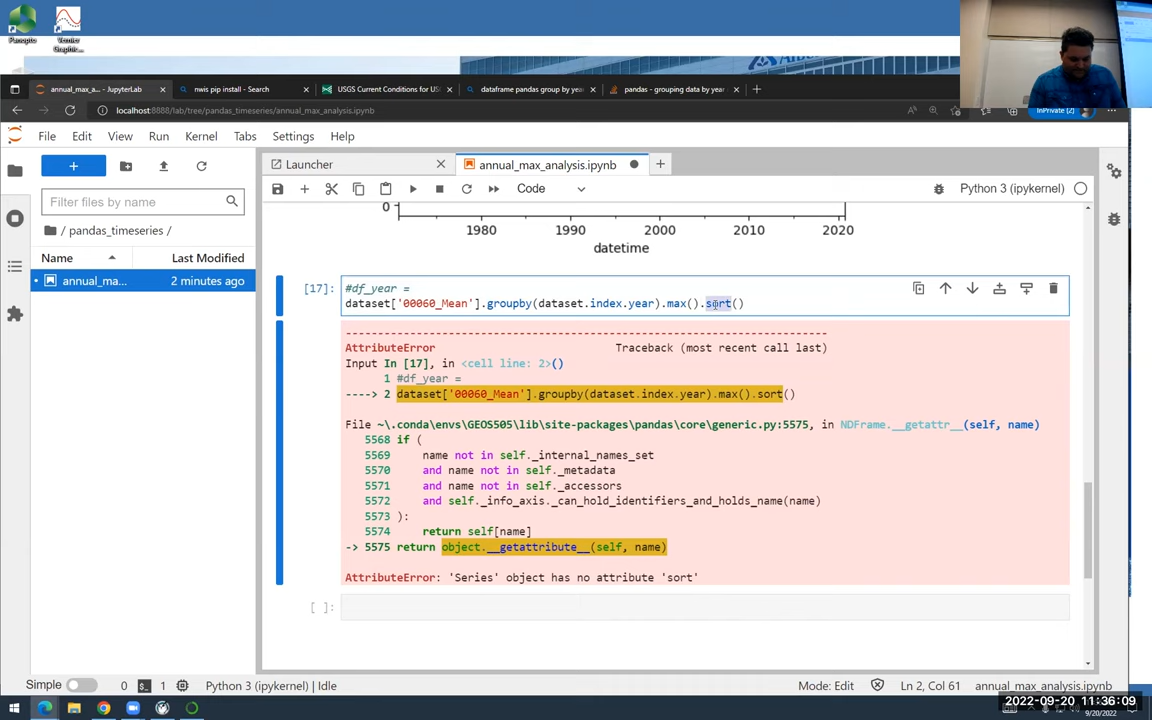 Panopto
Vernier
Graphic...
annual_max_a... - JupyterLab
nwis pip install - Search
USGS Current Conditions for US
dataframe pandas group by yea
pandas - grouping data by year
localhost:8888/lab/tree/pandas_timeseries/annual_max_analysis.ipynb
InPrivate (2)
File Edit View Run Kernel Tabs Settings Help
Launcher
annual_max_analysis.ipynb
Code
Python 3 (ipykernel)
Filter files by name
/ pandas_timeseries /
Name
Last Modified
annual_ma...
2 minutes ago
0
1980 1990 2000 2010 2020
datetime
[17]:
#df_year =
dataset['00060_Mean'].groupby(dataset.index.year).max().sort()
---------------------------------------------------------------------------
AttributeError Traceback (most recent call last)
Input In [17], in <cell line: 2>()
1 #df_year =
----> 2 dataset['00060_Mean'].groupby(dataset.index.year).max().sort()
File ~\.conda\envs\GEOS505\lib\site-packages\pandas\core\generic.py:5575, in NDFrame.__getattr__(self, name)
5568 if (
5569 name not in self._internal_names_set
5570 and name not in self._metadata
5571 and name not in self._accessors
5572 and self._info_axis._can_hold_identifiers_and_holds_name(name)
5573 ):
5574 return self[name]
-> 5575 return object.__getattribute__(self, name)
AttributeError: 'Series' object has no attribute 'sort'
[ ]:
Simple
0
1
Python 3 (ipykernel) | Idle
Mode: Edit
Ln 2, Col 61
annual_max_analysis.ipynb
2022-09-20 11:36:09
9/20/2022